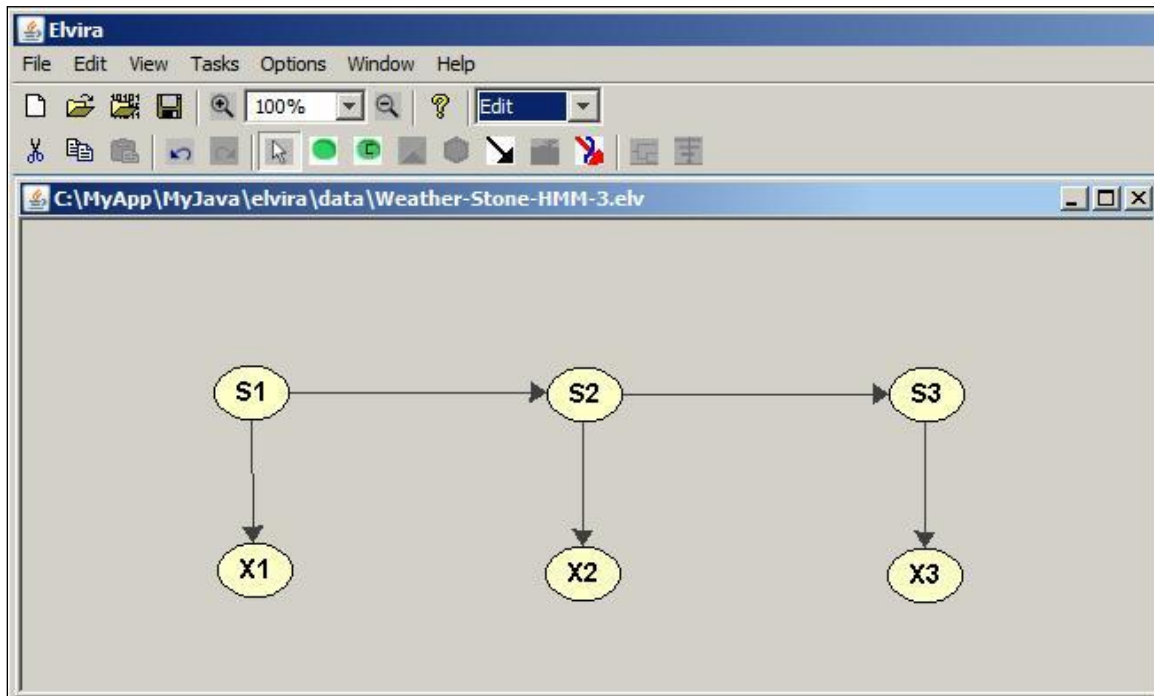 Elvira
File Edit View Tasks Options Window Help
100% Edit
C:\MyApp\MyJava\elvira\data\Weather-Stone-HMM-3.elv
S1 S2 S3
X1 X2 X3